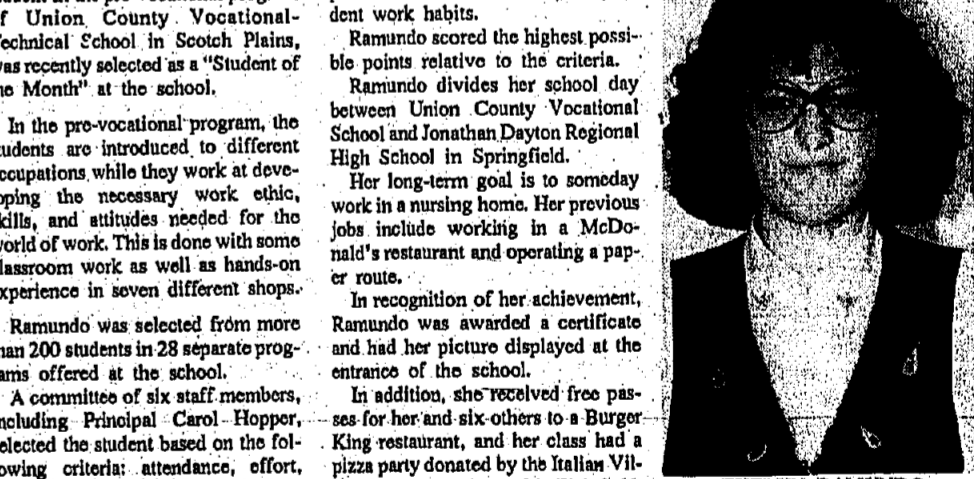 of Union County Vocational-
Technical School in Scotch Plains,
was recently selected as a "Student of
the Month" at the school.
In the pre-vocational program, the
students are introduced to different
occupations, while they work at deve-
oping the necessary work ethic,
skills, and attitudes needed for the
world of work. This is done with some
classroom work as well as hands-on
experience in seven different shops.
Ramundo was selected from more
than 200 students in 28 separate prog-
rams offered at the school.
A committee of six staff members,
including Principal Carol Hopper,
selected the student based on the fol-
lowing criteria: attendance, effort,
dent work habits.
Ramundo scored the highest possi-
ble points relative to the criteria.
Ramundo divides her school day
between Union County Vocational
School and Jonathan Dayton Regional
High School in Springfield.
Her long-term goal is to someday
work in a nursing home. Her previous
jobs include working in a McDo-
nald's restaurant and operating a pap-
er route.
In recognition of her achievement,
Ramundo was awarded a certificate
and had her picture displayed at the
entrance of the school.
In addition, she received free pas-
ses for her and six others to a Burger
King restaurant, and her class had a
pizza party donated by the Italian Vil-